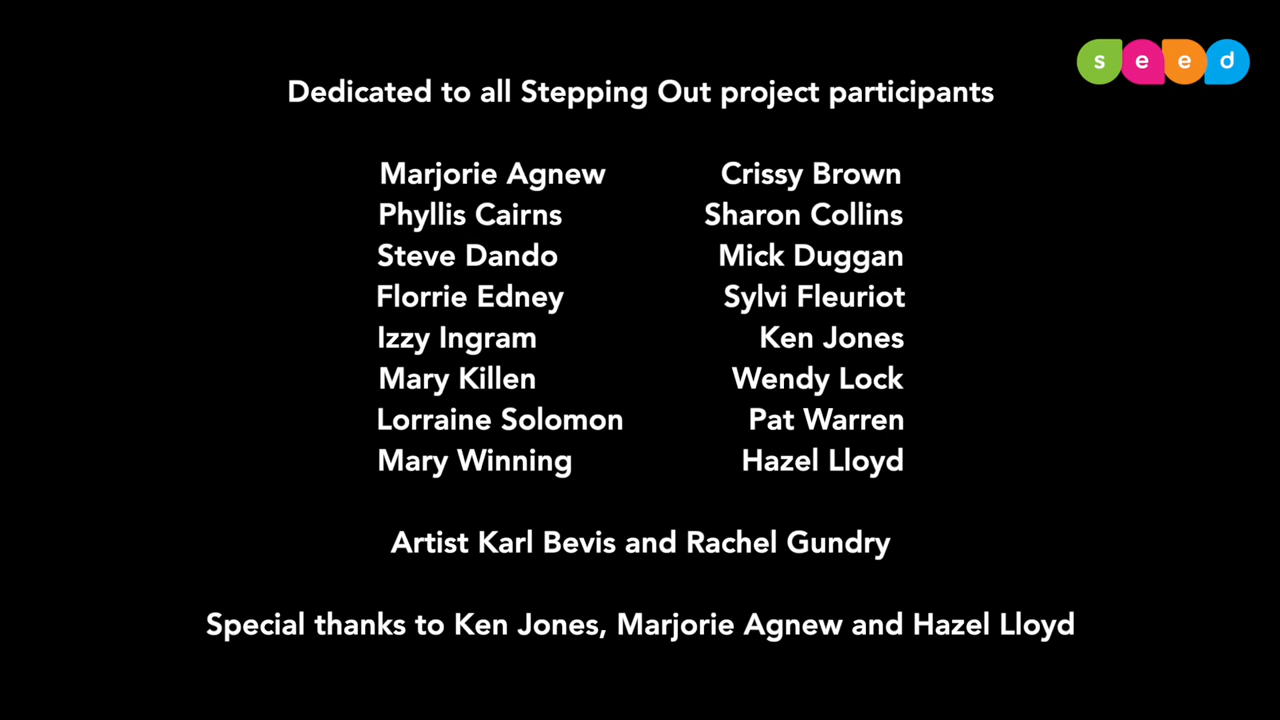 seed
Dedicated to all Stepping Out project participants
Marjorie Agnew Crissy Brown
Phyllis Cairns Sharon Collins
Steve Dando Mick Duggan
Florrie Edney Sylvi Fleuriot
Izzy Ingram Ken Jones
Mary Killen Wendy Lock
Lorraine Solomon Pat Warren
Mary Winning Hazel Lloyd
Artist Karl Bevis and Rachel Gundry
Special thanks to Ken Jones, Marjorie Agnew and Hazel Lloyd